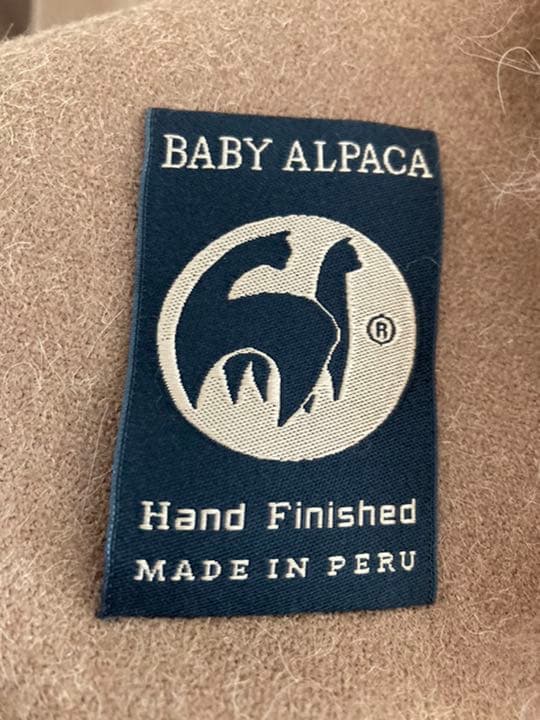 BABY ALPACA
®
Hand Finished
MADE IN PERU